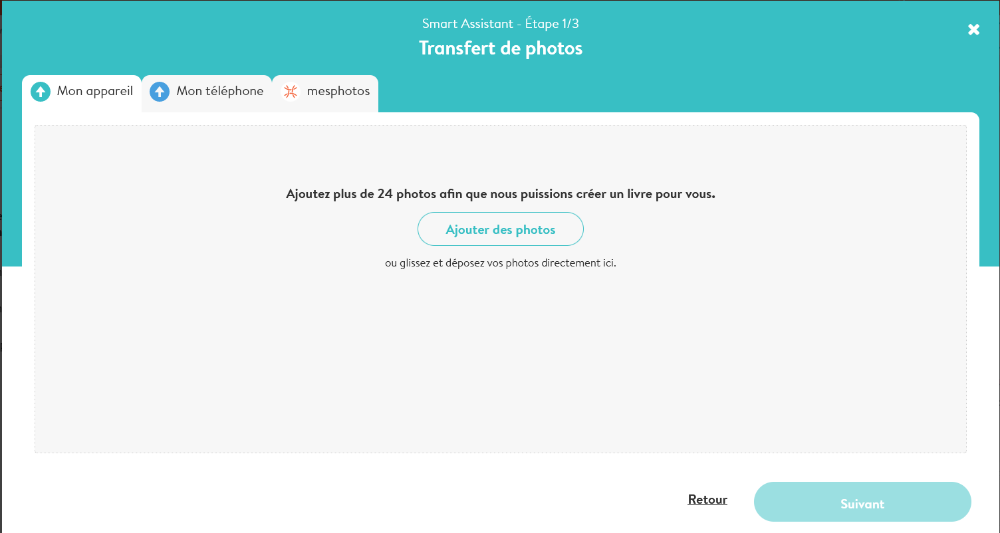 Smart Assistant - Étape 1/3
Transfert de photos
Mon appareil
Mon téléphone
mesphotos
Ajoutez plus de 24 photos afin que nous puissions créer un livre pour vous.
Ajouter des photos
ou glissez et déposez vos photos directement ici.
Retour
Suivant